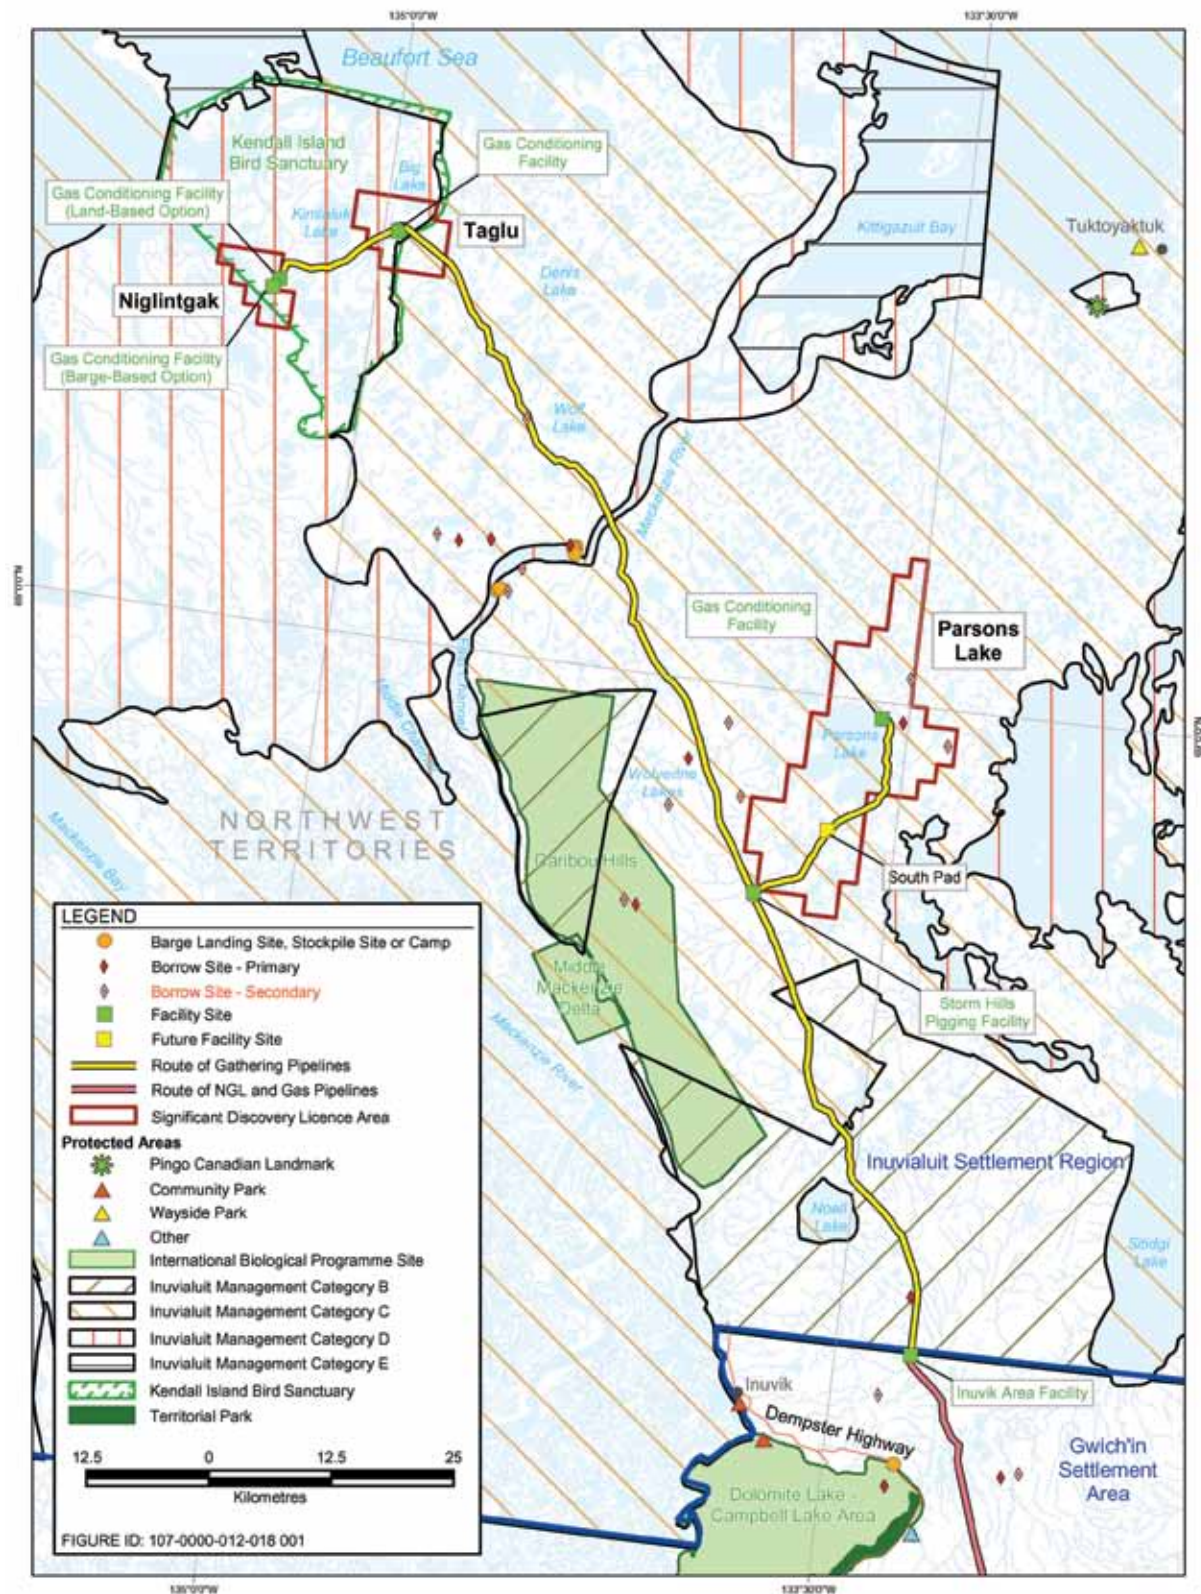 135°0'0"W
133°30'0"W
Beaufort Sea
Kendall Island
Bird Sanctuary
Gas Conditioning
Facility
Big
Lake
Gas Conditioning Facility
(Land-Based Option)
Lake
Taglu
Kittigazuit Bay
Tuktoyaktuk
Denis
Lake
Niglintgak
Gas Conditioning Facility
(Barge-Based Option)
Wolf
Lake
Mackenzie River
Gas Conditioning
Facility
Parsons
Lake
Parsons
Lake
Wolverine
Lakes
NORTHWEST
TERRITORIES
Mackenzie Bay
Caribou Hills
South Pad
Middle
Mackenzie
Delta
Mackenzie River
Storm Hills
Pigging Facility
Inuvialuit Settlement Region
Noell
Lake
Sitidgi
Lake
Inuvik
Dempster Highway
Inuvik Area Facility
Gwich'in
Settlement
Area
Dolomite Lake -
Campbell Lake Area
LEGEND
Barge Landing Site, Stockpile Site or Camp
Borrow Site - Primary
Borrow Site - Secondary
Facility Site
Future Facility Site
Route of Gathering Pipelines
Route of NGL and Gas Pipelines
Significant Discovery Licence Area
Protected Areas
Pingo Canadian Landmark
Community Park
Wayside Park
Other
International Biological Programme Site
Inuvialuit Management Category B
Inuvialuit Management Category C
Inuvialuit Management Category D
Inuvialuit Management Category E
Kendall Island Bird Sanctuary
Territorial Park
12.5 0 12.5 25
Kilometres
FIGURE ID: 107-0000-012-018 001
135°0'0"W
133°30'0"W